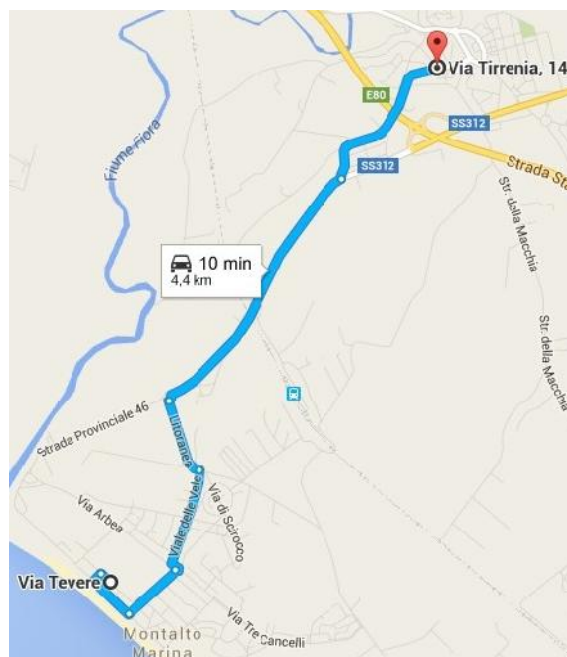 Via Tirrenia, 14
E80
SS312
SS312
Strada Sta
Fiume Fiora
Str. della Macchia
10 min
4,4 km
Str. della Macchia
Strada Provinciale 46
Litoranea
Viale delle Vele
Via di Scirocco
Via Arbea
Via Tevere
Via Tre Cancelli
Montalto
Marina